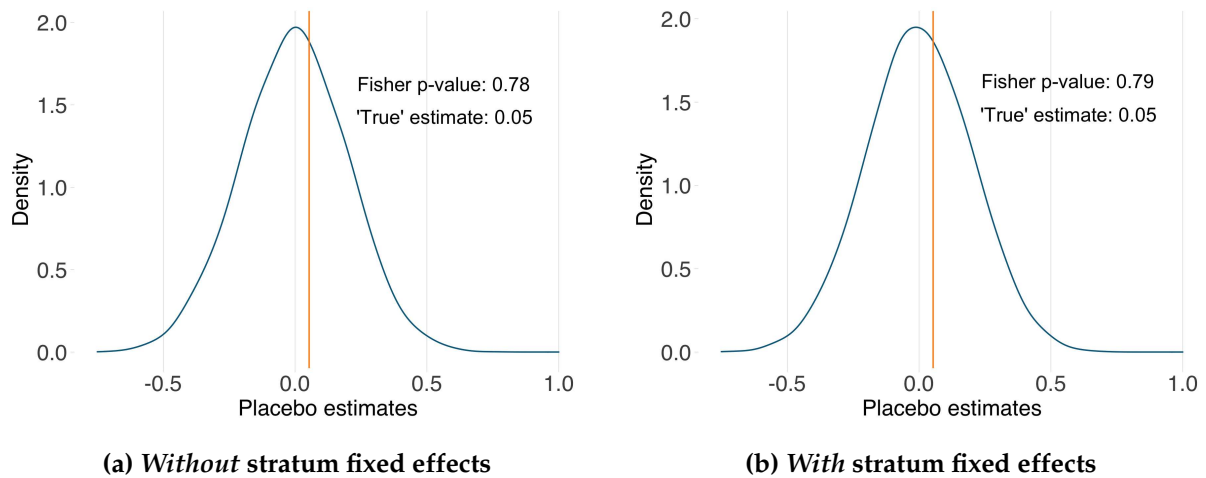 2.0
1.5
1.0
0.5
0.0
Density
Fisher p-value: 0.78
'True' estimate: 0.05
-0.5 0.0 0.5 1.0
Placebo estimates
(a) Without stratum fixed effects
2.0
1.5
1.0
0.5
0.0
Density
Fisher p-value: 0.79
'True' estimate: 0.05
-0.5 0.0 0.5 1.0
Placebo estimates
(b) With stratum fixed effects